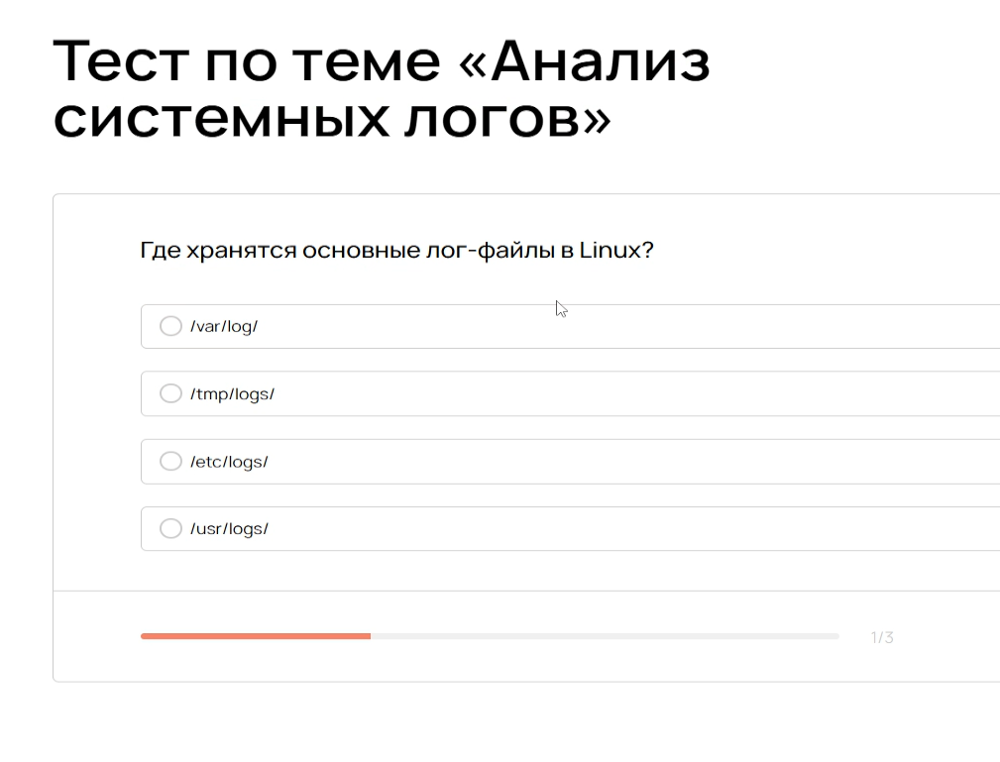 Тест по теме «Анализ
системных логов»
Где хранятся основные лог-файлы в Linux?
/var/log/
/tmp/logs/
/etc/logs/
/usr/logs/
1/3